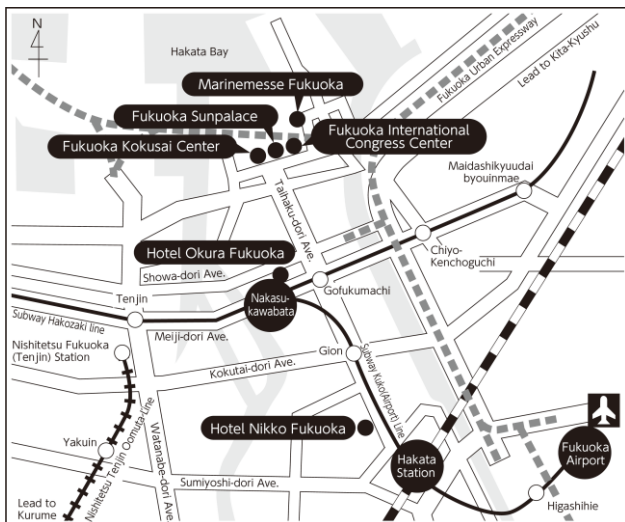 N
Hakata Bay
Marinemesse Fukuoka
Fukuoka Sunpalace
Fukuoka Kokusai Center
Fukuoka International
Congress Center
Fukuoka Urban Expressway
Lead to Kita-Kyushu
Maidashikyuudai
byouinmae
Taihaku-dori Ave.
Chiyo-
Kenchoguchi
Hotel Okura Fukuoka
Showa-dori Ave.
Gofukumachi
Tenjin
Nakasu-
kawabata
Subway Hakozaki line
Meiji-dori Ave.
Nishitetsu Fukuoka
(Tenjin) Station
Gion
Kokutai-dori Ave.
Subway Kuko(Airport) Line
Hotel Nikko Fukuoka
Yakuin
Nishitetsu Tenjin Oomuta-Line
Watanabe-dori Ave.
Hakata
Station
Fukuoka
Airport
Sumiyoshi-dori Ave.
Higashihie
Lead to
Kurume